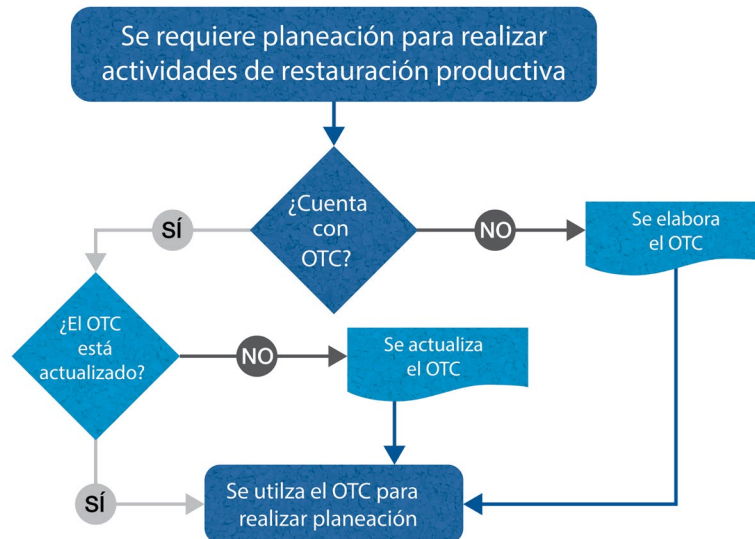 Se requiere planeación para realizar
actividades de restauración productiva
¿Cuenta
con
OTC?
SÍ
NO
Se elabora
el OTC
¿El OTC
está
actualizado?
NO
Se actualiza
el OTC
SÍ
Se utilza el OTC para
realizar planeación